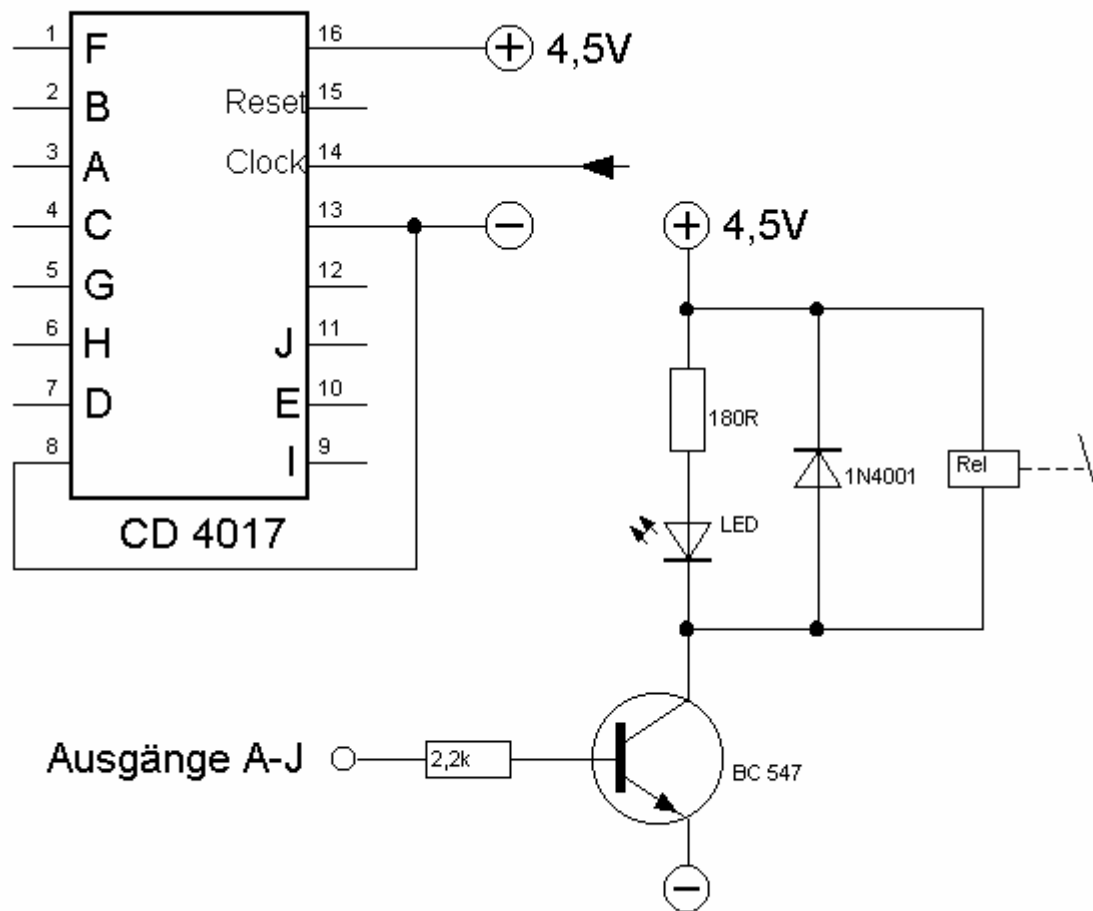 1 F 16 + 4,5V
2 B Reset 15
3 A Clock 14
4 C 13 −
5 G 12
6 H J 11
7 D E 10
8 I 9
CD 4017
+ 4,5V
180R
1N4001
Rel
LED
Ausgänge A-J
2,2k
BC 547
−